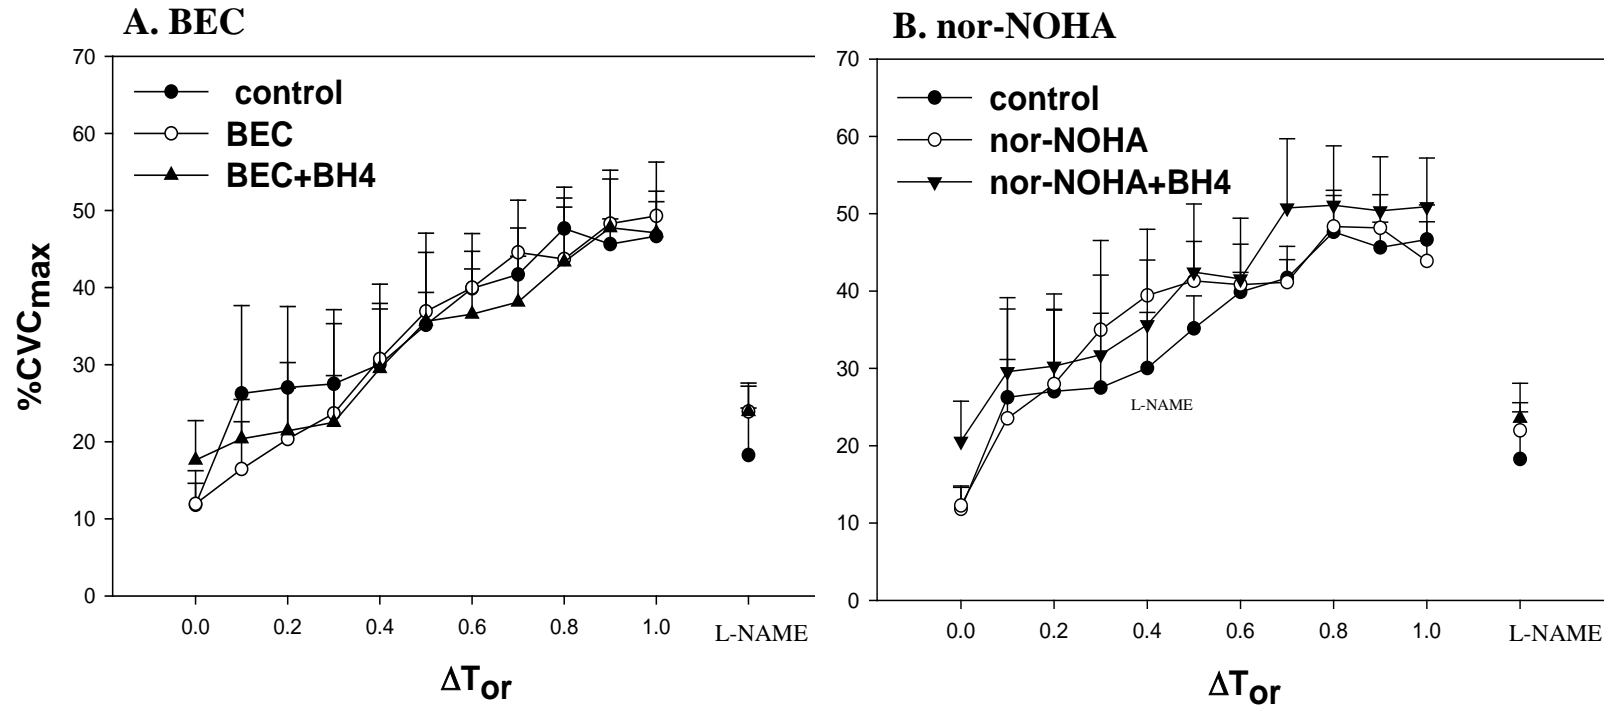 A. BEC
70
60
50
40
30
20
10
0
%CVCmax
control
BEC
BEC+BH4
0.0 0.2 0.4 0.6 0.8 1.0 L-NAME
ΔTor
B. nor-NOHA
70
60
50
40
30
20
10
0
control
nor-NOHA
nor-NOHA+BH4
L-NAME
0.0 0.2 0.4 0.6 0.8 1.0 L-NAME
ΔTor